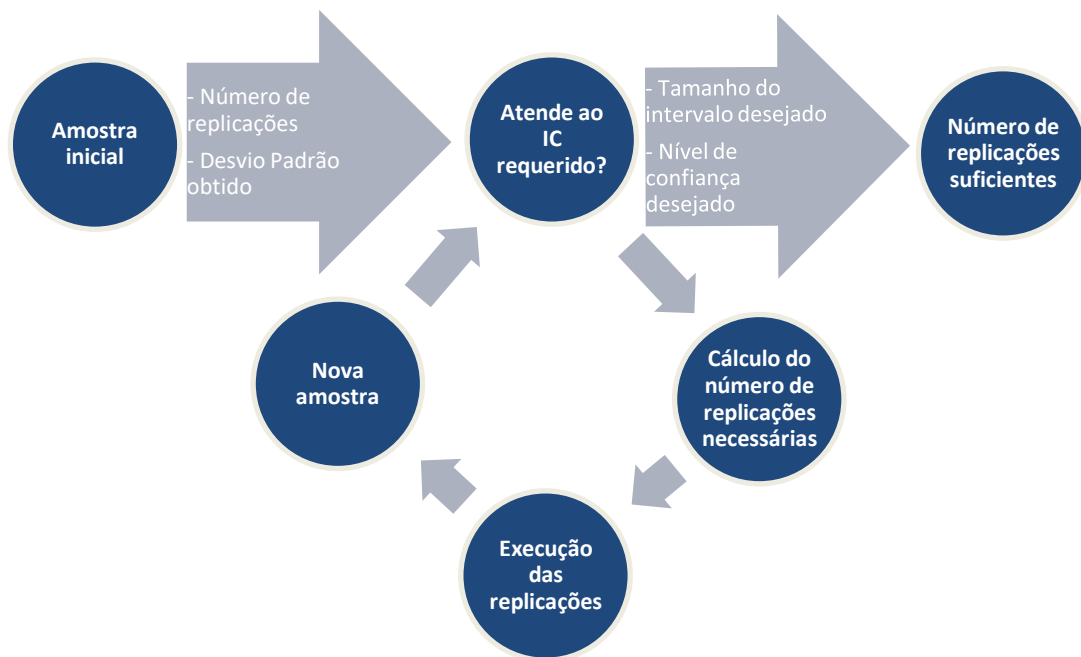 Amostra
inicial
- Número de
replicações
- Desvio Padrão
obtido
Atende ao
IC
requerido?
- Tamanho do
intervalo desejado
- Nível de
confiança
desejado
Número de
replicações
suficientes
Cálculo do
número de
replicações
necessárias
Execução
das
replicações
Nova
amostra